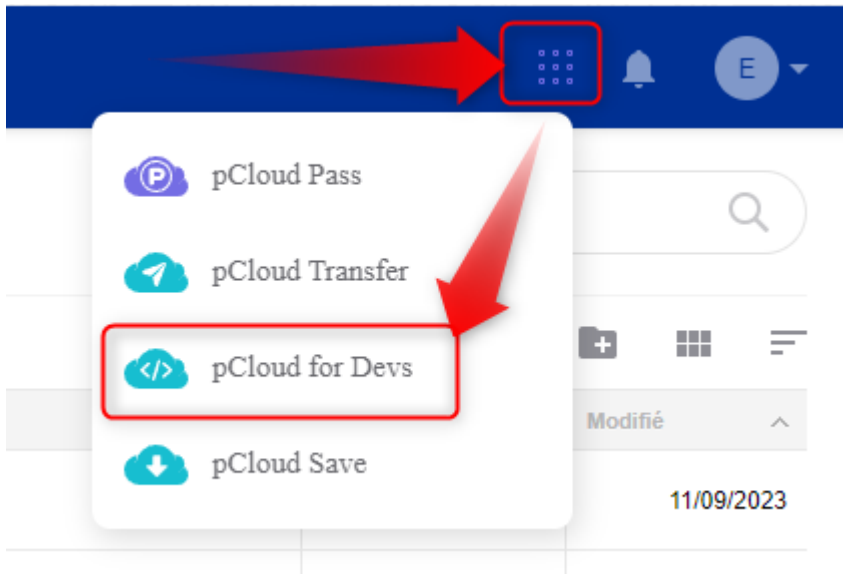 E
pCloud Pass
pCloud Transfer
pCloud for Devs
pCloud Save
Modifié
11/09/2023